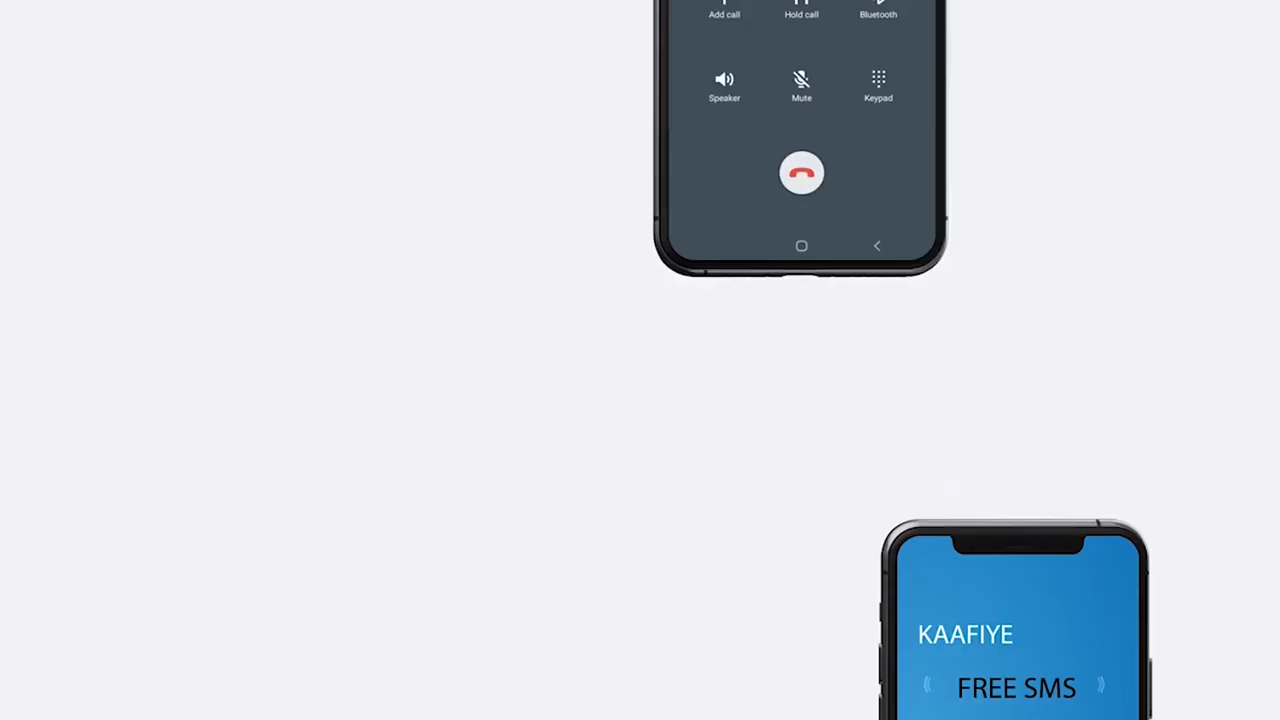 Add call Hold call Bluetooth
Speaker Mute Keypad
KAAFIYE
FREE SMS